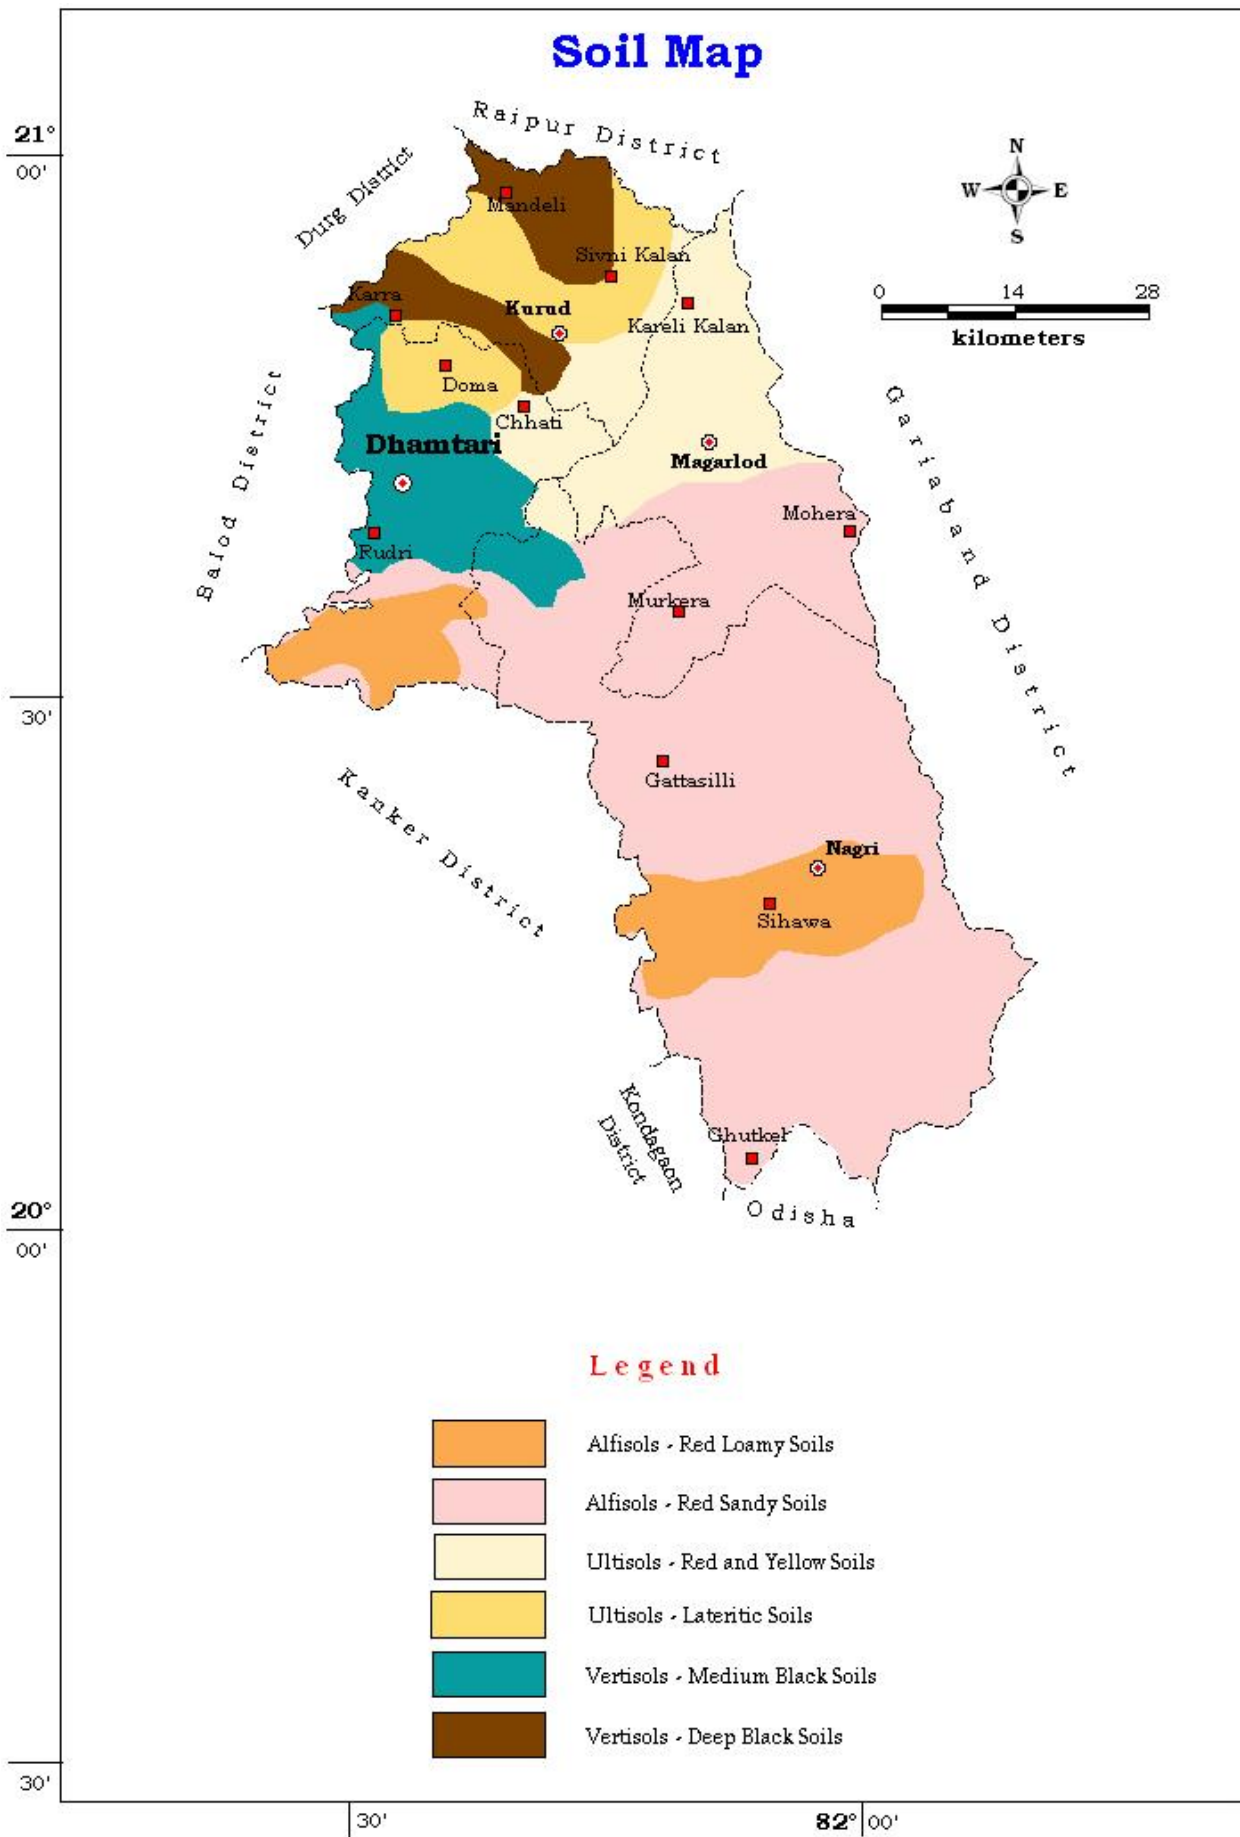 Soil Map
Raipur District
21°
00'
Durg District
N
W E
S
Mandeli
Sivni Kalan
0 14 28
kilometers
Karra
Kurud
Kareli Kalan
Doma
Chhati
Balod District
Gariaband District
Dhamtari
Magarlod
Mohera
Rudri
Murkera
30'
Gattasilli
Kanker District
Nagri
Sihawa
Kondagaon
District
Ghutkel
Odisha
20°
00'
Legend
Alfisols - Red Loamy Soils
Alfisols - Red Sandy Soils
Ultisols - Red and Yellow Soils
Ultisols - Lateritic Soils
Vertisols - Medium Black Soils
Vertisols - Deep Black Soils
30'
30' 82° 00'